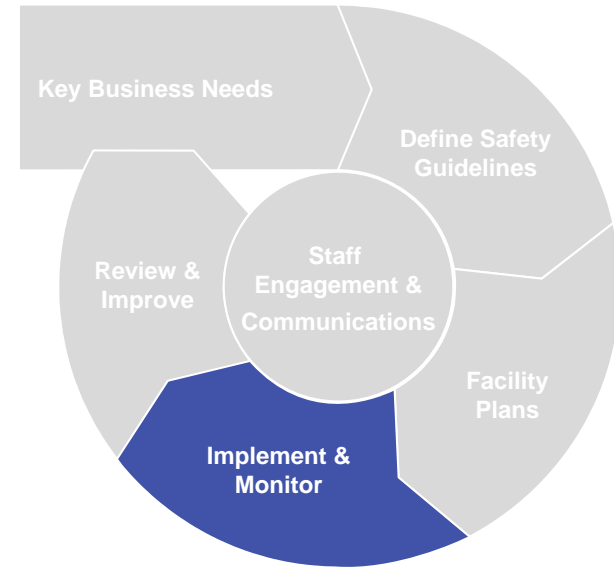 Key Business Needs
Define Safety
Guidelines
Staff
Engagement &
Communications
Review &
Improve
Facility
Plans
Implement &
Monitor